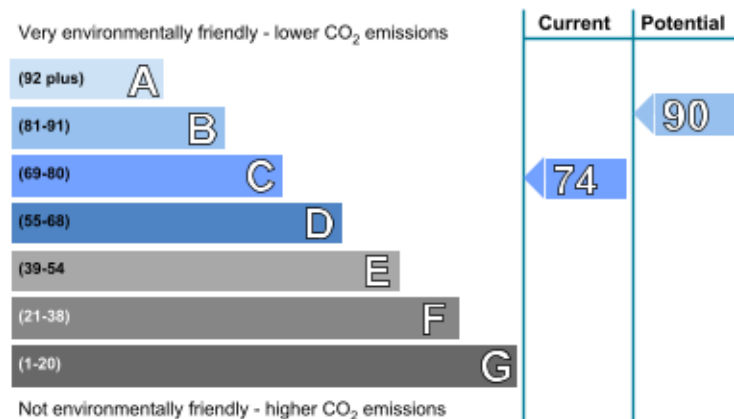 Current Potential
Very environmentally friendly - lower CO₂ emissions
(92 plus) A
(81-91) B 90
(69-80) C 74
(55-68) D
(39-54 E
(21-38) F
(1-20) G
Not environmentally friendly - higher CO₂ emissions